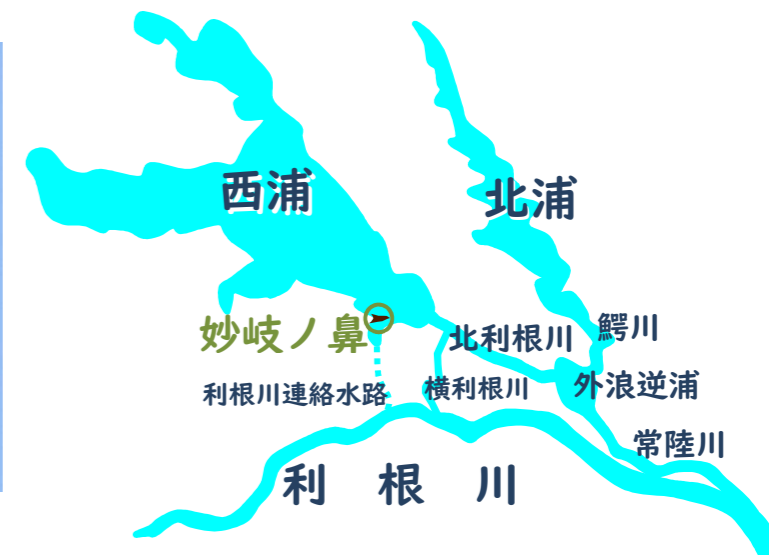 西浦
北浦
妙岐ノ鼻
北利根川
鰐川
利根川連絡水路
横利根川
外浪逆浦
常陸川
利根川